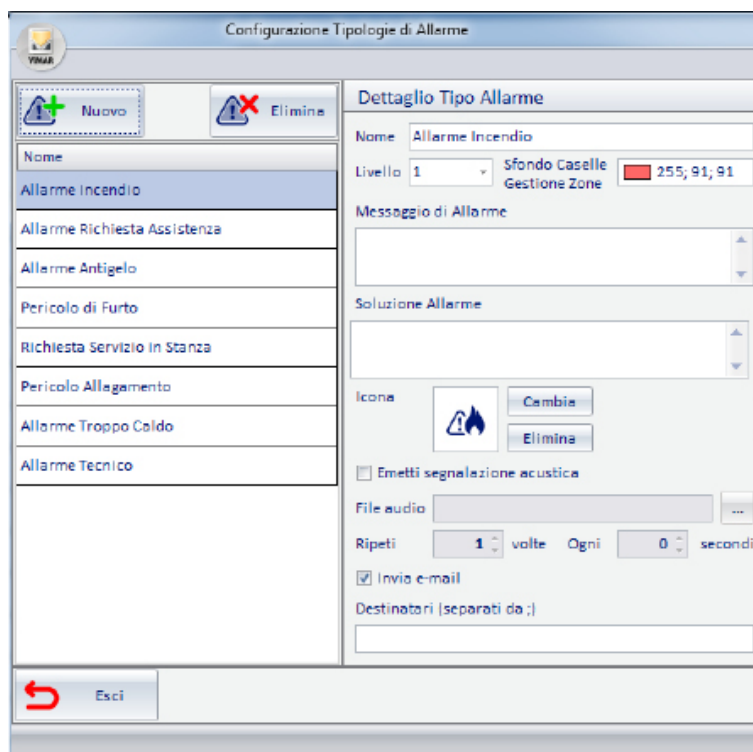 Configurazione Tipologie di Allarme
VIMAR
Nuovo
Elimina
Nome
Allarme Incendio
Allarme Richiesta Assistenza
Allarme Antigelo
Pericolo di Furto
Richiesta Servizio in Stanza
Pericolo Allagamento
Allarme Troppo Caldo
Allarme Tecnico
Dettaglio Tipo Allarme
Nome Allarme Incendio
Livello 1 Sfondo Caselle Gestione Zone 255; 91; 91
Messaggio di Allarme
Soluzione Allarme
Icona
Cambia
Elimina
Emetti segnalazione acustica
File audio ...
Ripeti 1 volte Ogni 0 secondi
Invia e-mail
Destinatari (separati da ;)
Esci